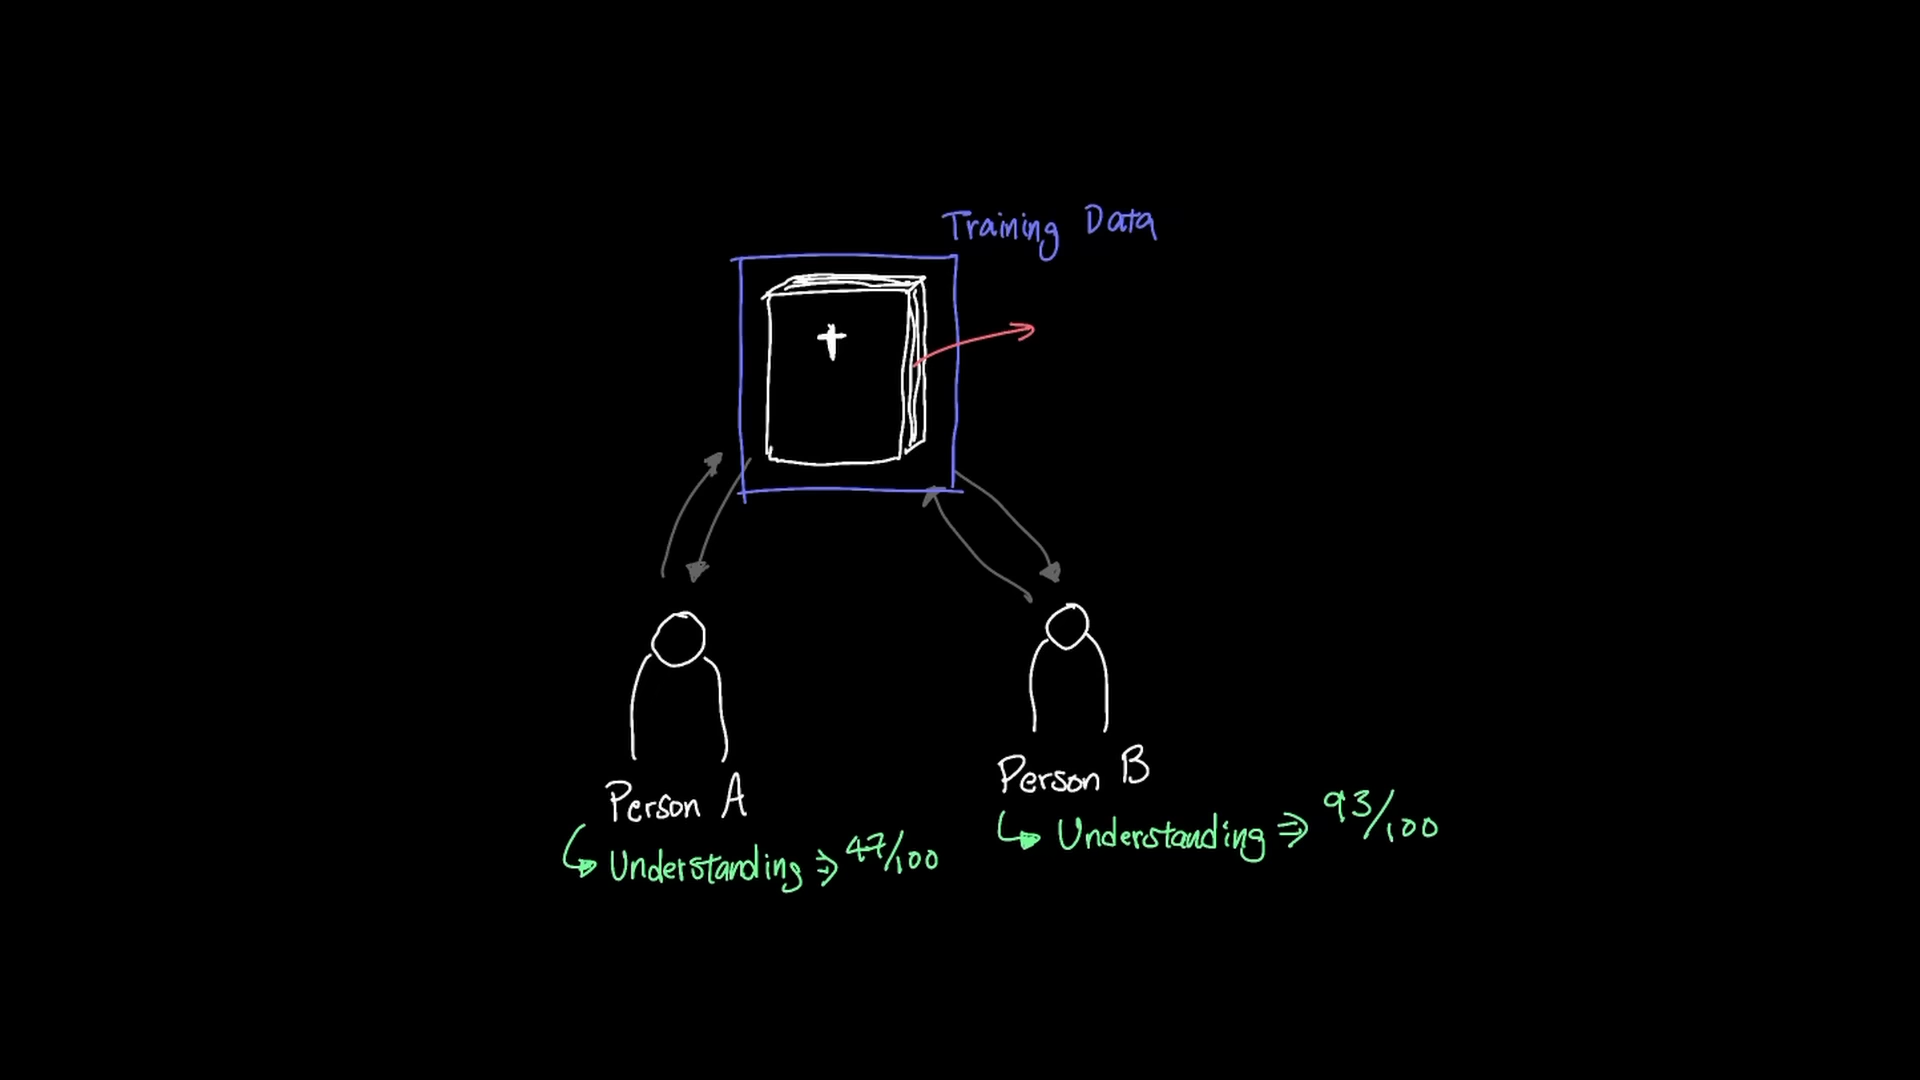 Training Data
Person A
Understanding ⇒ 47/100
Person B
Understanding ⇒ 93/100